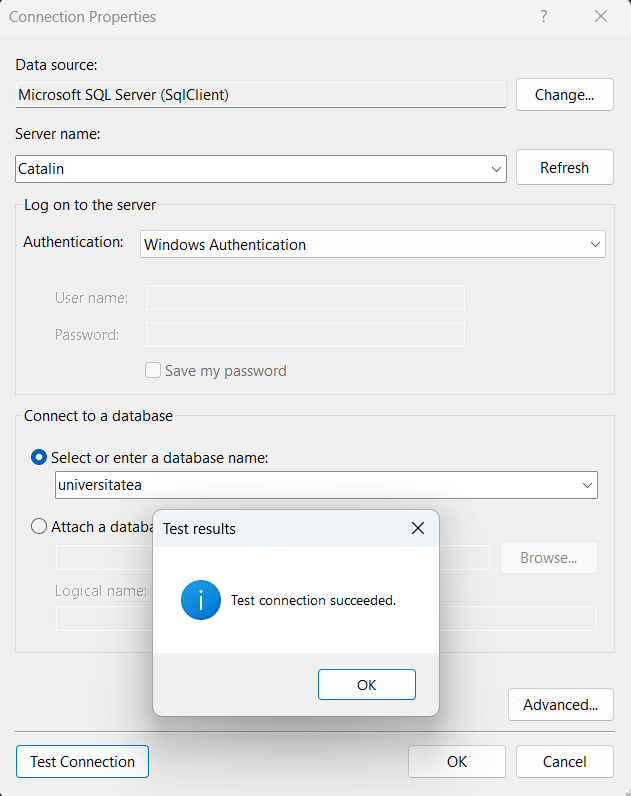 Connection Properties
?
Data source:
Microsoft SQL Server (SqlClient)
Change...
Server name:
Catalin
Refresh
Log on to the server
Authentication:
Windows Authentication
User name:
Password:
Save my password
Connect to a database
Select or enter a database name:
universitatea
Attach a databa
Test results
Browse...
Logical name:
i
Test connection succeeded.
OK
Advanced...
Test Connection
OK
Cancel